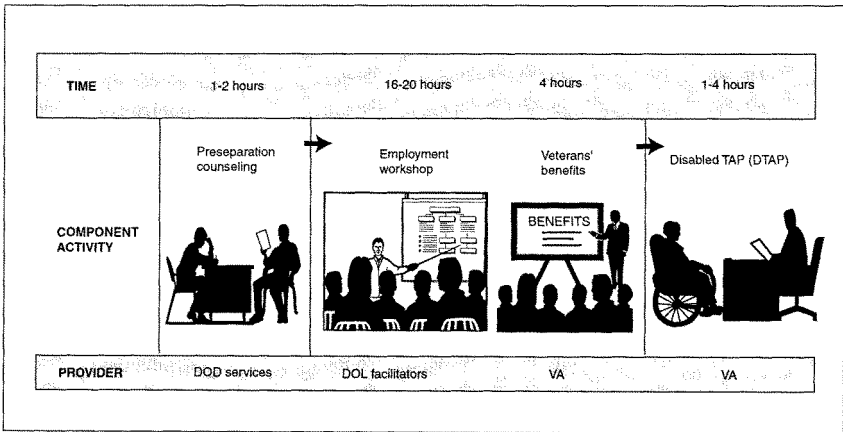 TIME 1-2 hours 16-20 hours 4 hours 1-4 hours
Preseparation
counseling
Employment
workshop
Veterans'
benefits
Disabled TAP (DTAP)
COMPONENT
ACTIVITY
BENEFITS
PROVIDER DOD services DOL facilitators VA VA